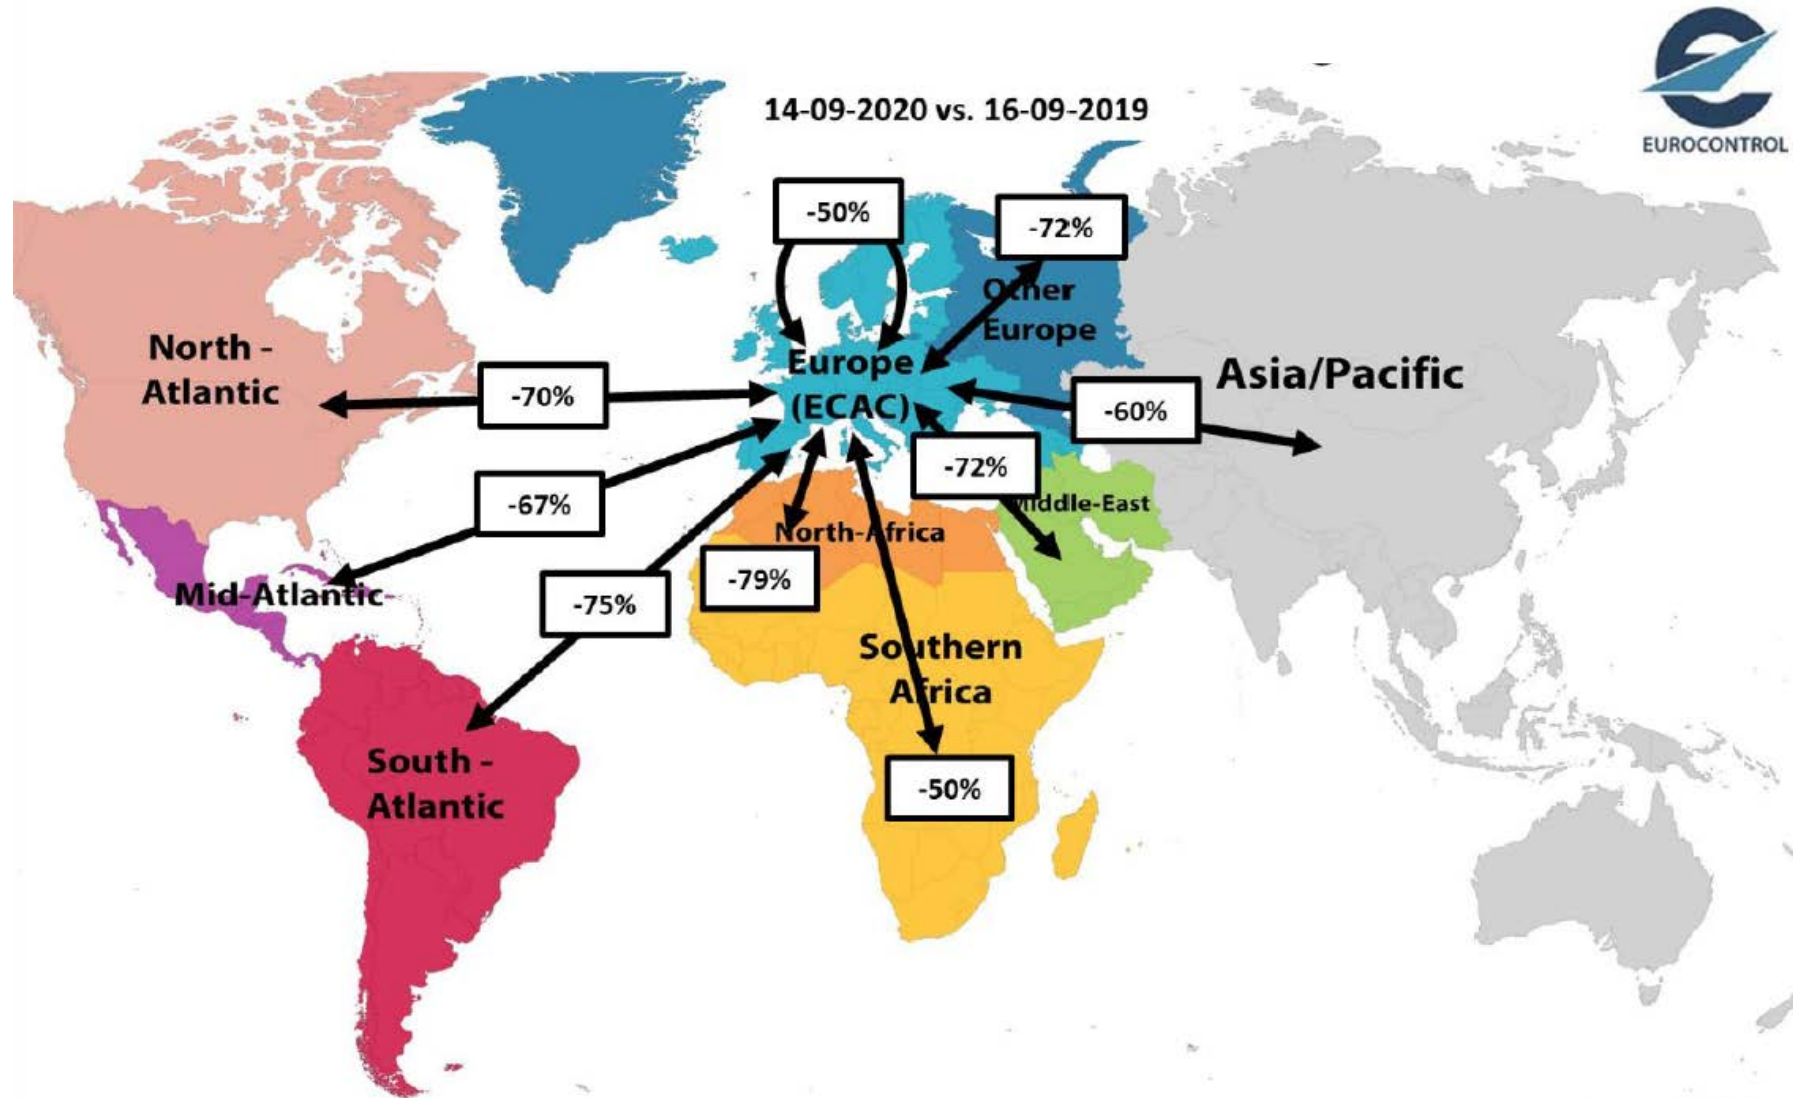 14-09-2020 vs. 16-09-2019
EUROCONTROL
-50%
-72%
Other
Europe
North -
Atlantic
-70%
Europe
(ECAC)
-60%
Asia/Pacific
-72%
Middle-East
-67%
North-Africa
-79%
Mid-Atlantic
-75%
Southern
Africa
South -
Atlantic
-50%